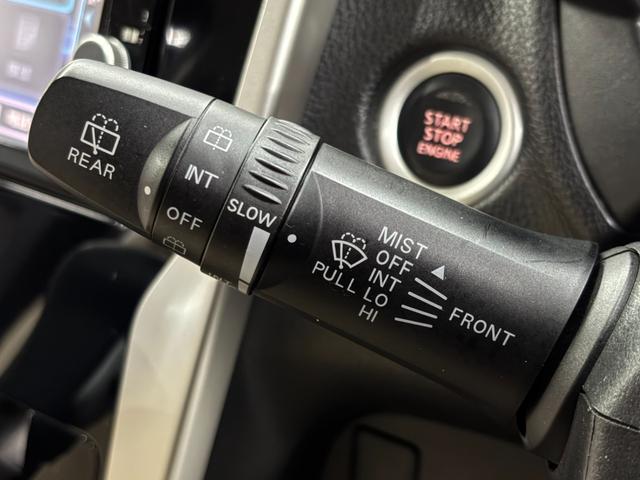 REAR
INT
OFF
SLOW
MIST
OFF
INT
PULL LO
HI
FRONT
START
STOP
ENGINE